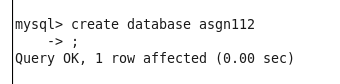 mysql> create database asgn112
    -> ;
Query OK, 1 row affected (0.00 sec)